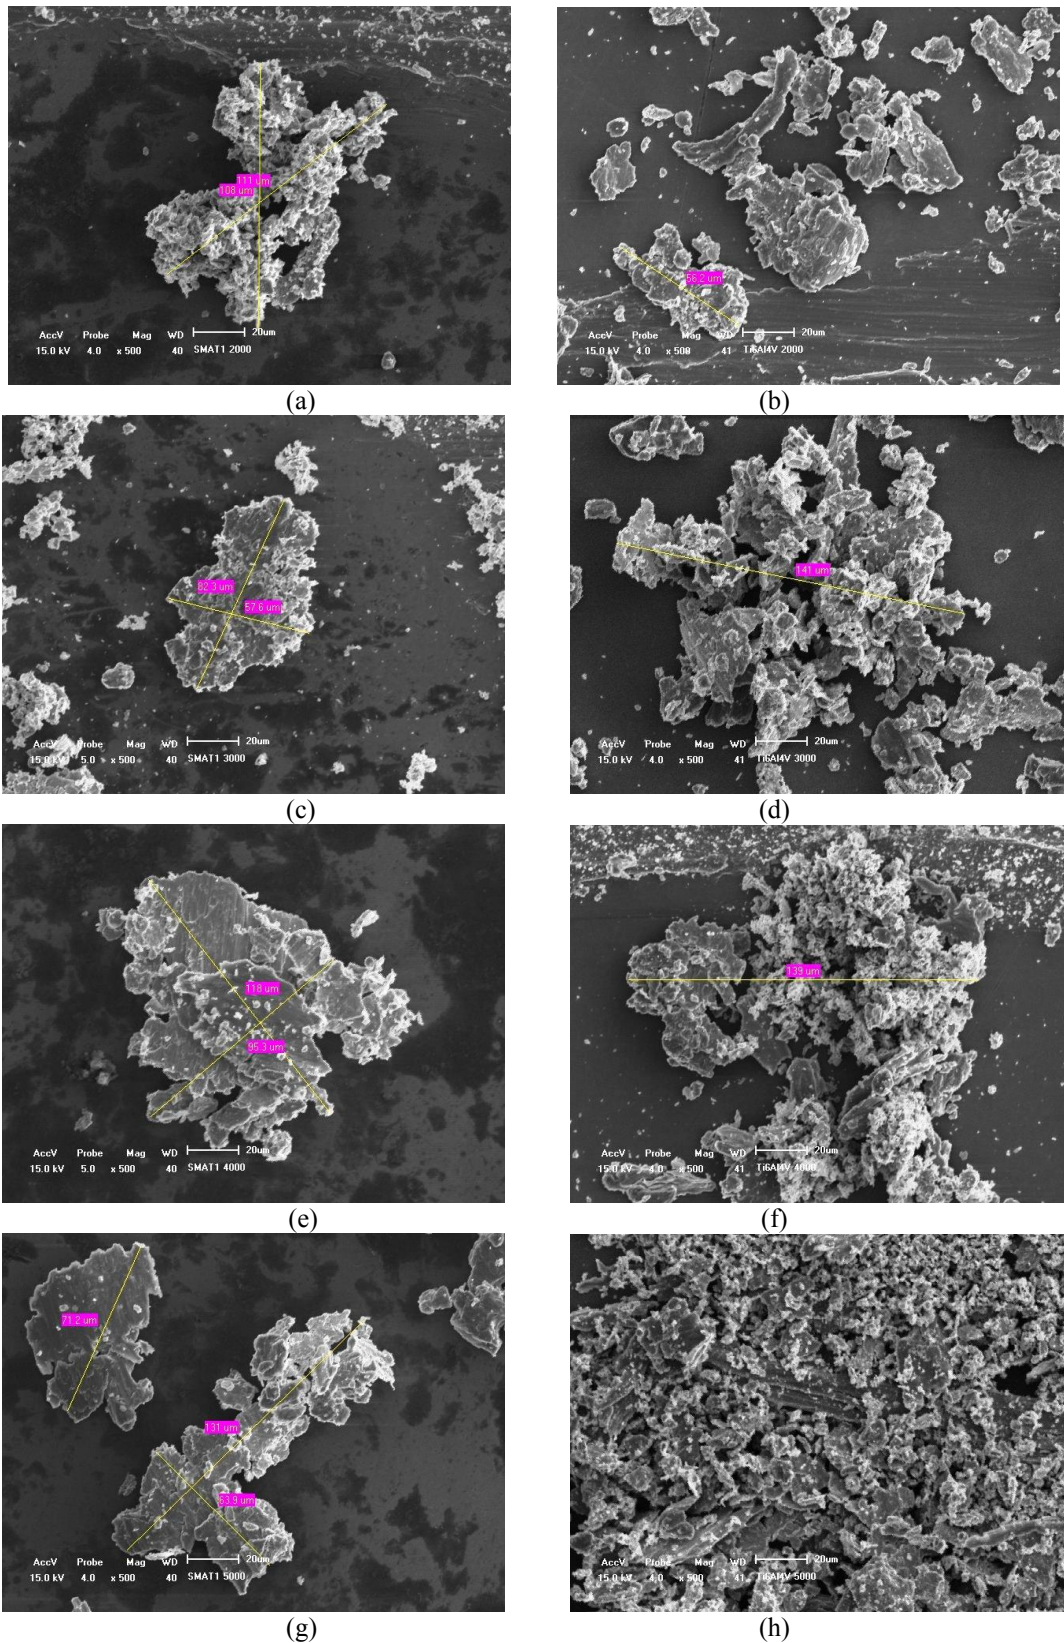 111 um
108 um
20um
AccV Probe Mag WD
15.0 kV 4.0 x 500 40 SMAT1 2000
(a)
56.2 um
20um
AccV Probe Mag WD
15.0 kV 4.0 x 500 41 Ti6Al4V 2000
(b)
82.3 um
57.6 um
20um
AccV Probe Mag WD
15.0 kV 5.0 x 500 40 SMAT1 3000
(c)
141 um
20um
AccV Probe Mag WD
15.0 kV 4.0 x 500 41 Ti6Al4V 3000
(d)
118 um
95.3 um
20um
AccV Probe Mag WD
15.0 kV 5.0 x 500 40 SMAT1 4000
(e)
139 um
20um
AccV Probe Mag WD
15.0 kV 4.0 x 500 41 Ti6Al4V 4000
(f)
71.2 um
131 um
63.9 um
20um
AccV Probe Mag WD
15.0 kV 4.0 x 500 40 SMAT1 5000
(g)
20um
AccV Probe Mag WD
15.0 kV 4.0 x 500 41 Ti6Al4V 5000
(h)